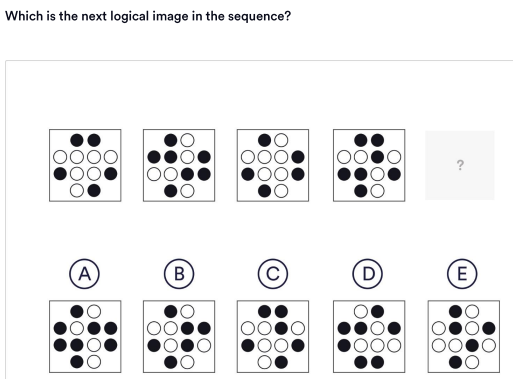 Which is the next logical image in the sequence?
?
A B C D E